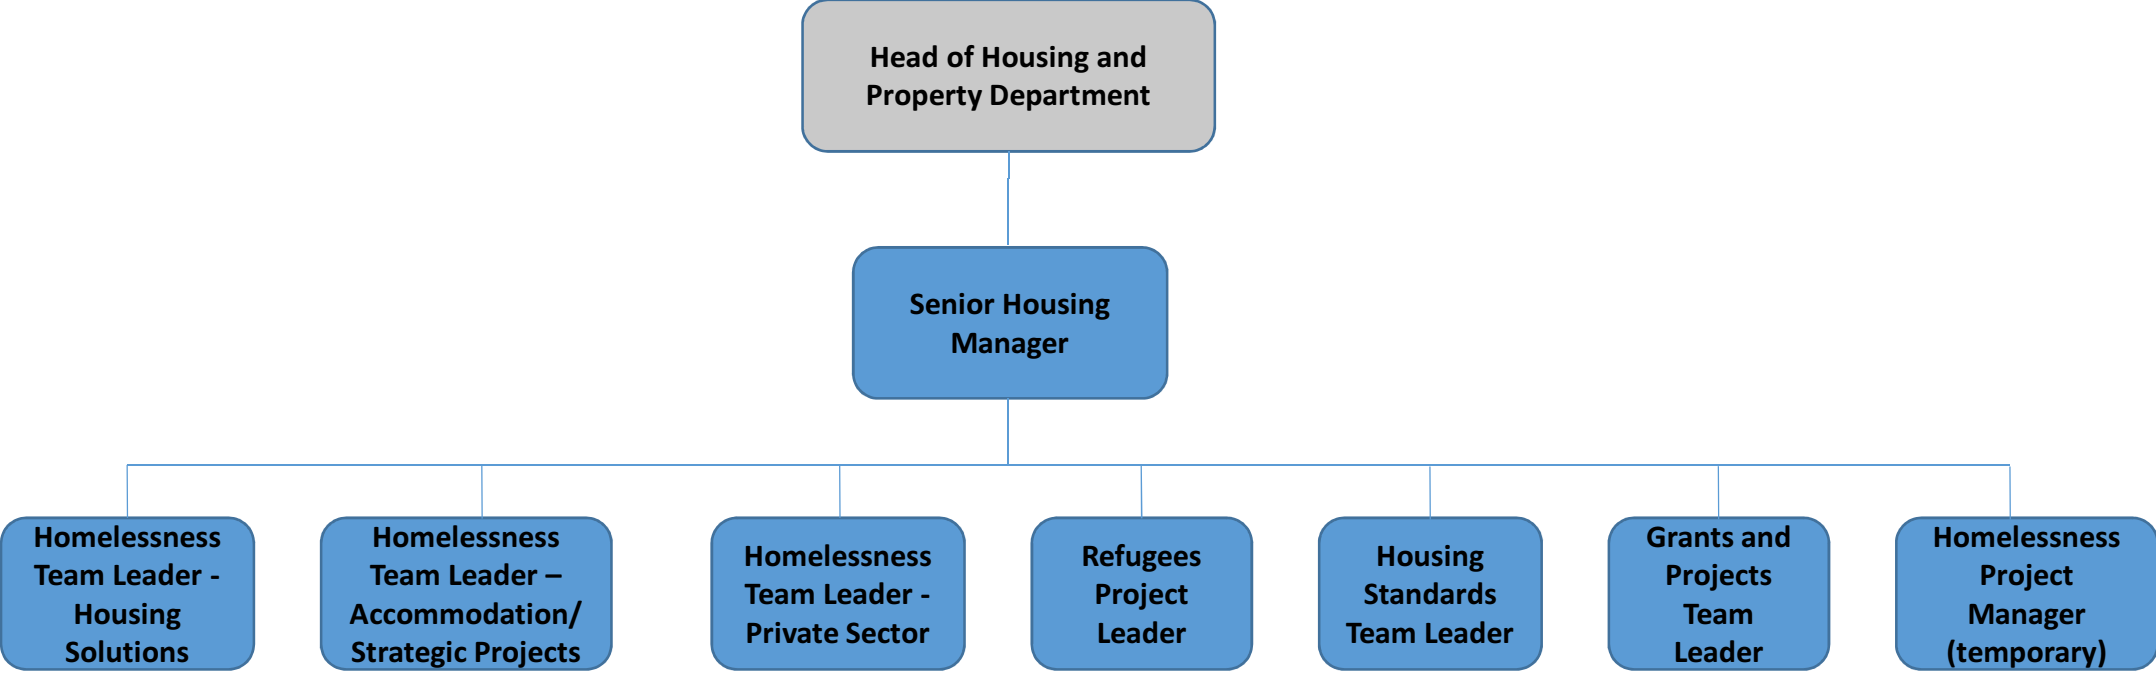 Head of Housing and
Property Department
Senior Housing
Manager
Homelessness
Team Leader -
Housing
Solutions
Homelessness
Team Leader –
Accommodation/
Strategic Projects
Homelessness
Team Leader -
Private Sector
Refugees
Project
Leader
Housing
Standards
Team Leader
Grants and
Projects
Team
Leader
Homelessness
Project
Manager
(temporary)